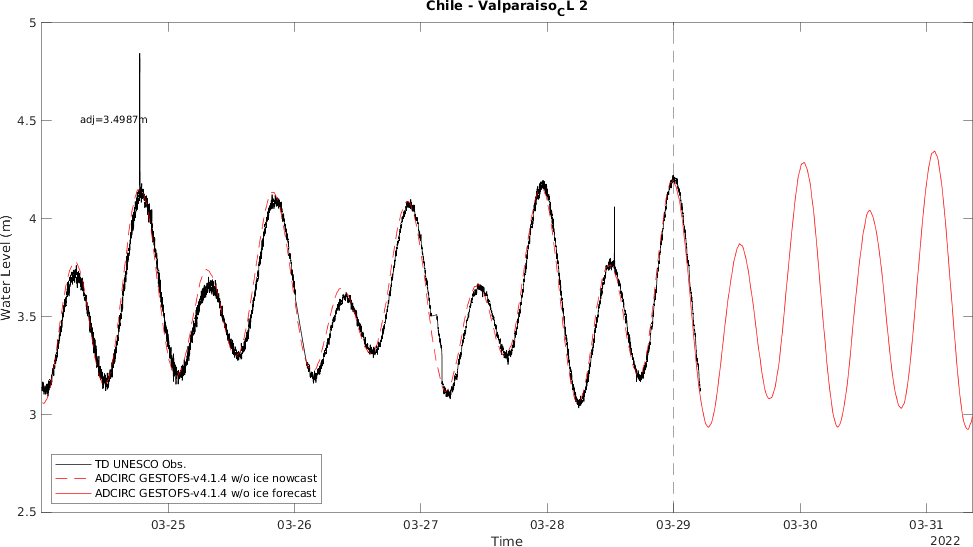 Chile - Valparaiso_CL 2
5
4.5
4
3.5
3
2.5
Water Level (m)
adj=3.4987m
TD UNESCO Obs.
ADCIRC GESTOFS-v4.1.4 w/o ice nowcast
ADCIRC GESTOFS-v4.1.4 w/o ice forecast
03-25
03-26
03-27
03-28
03-29
03-30
03-31
Time
2022